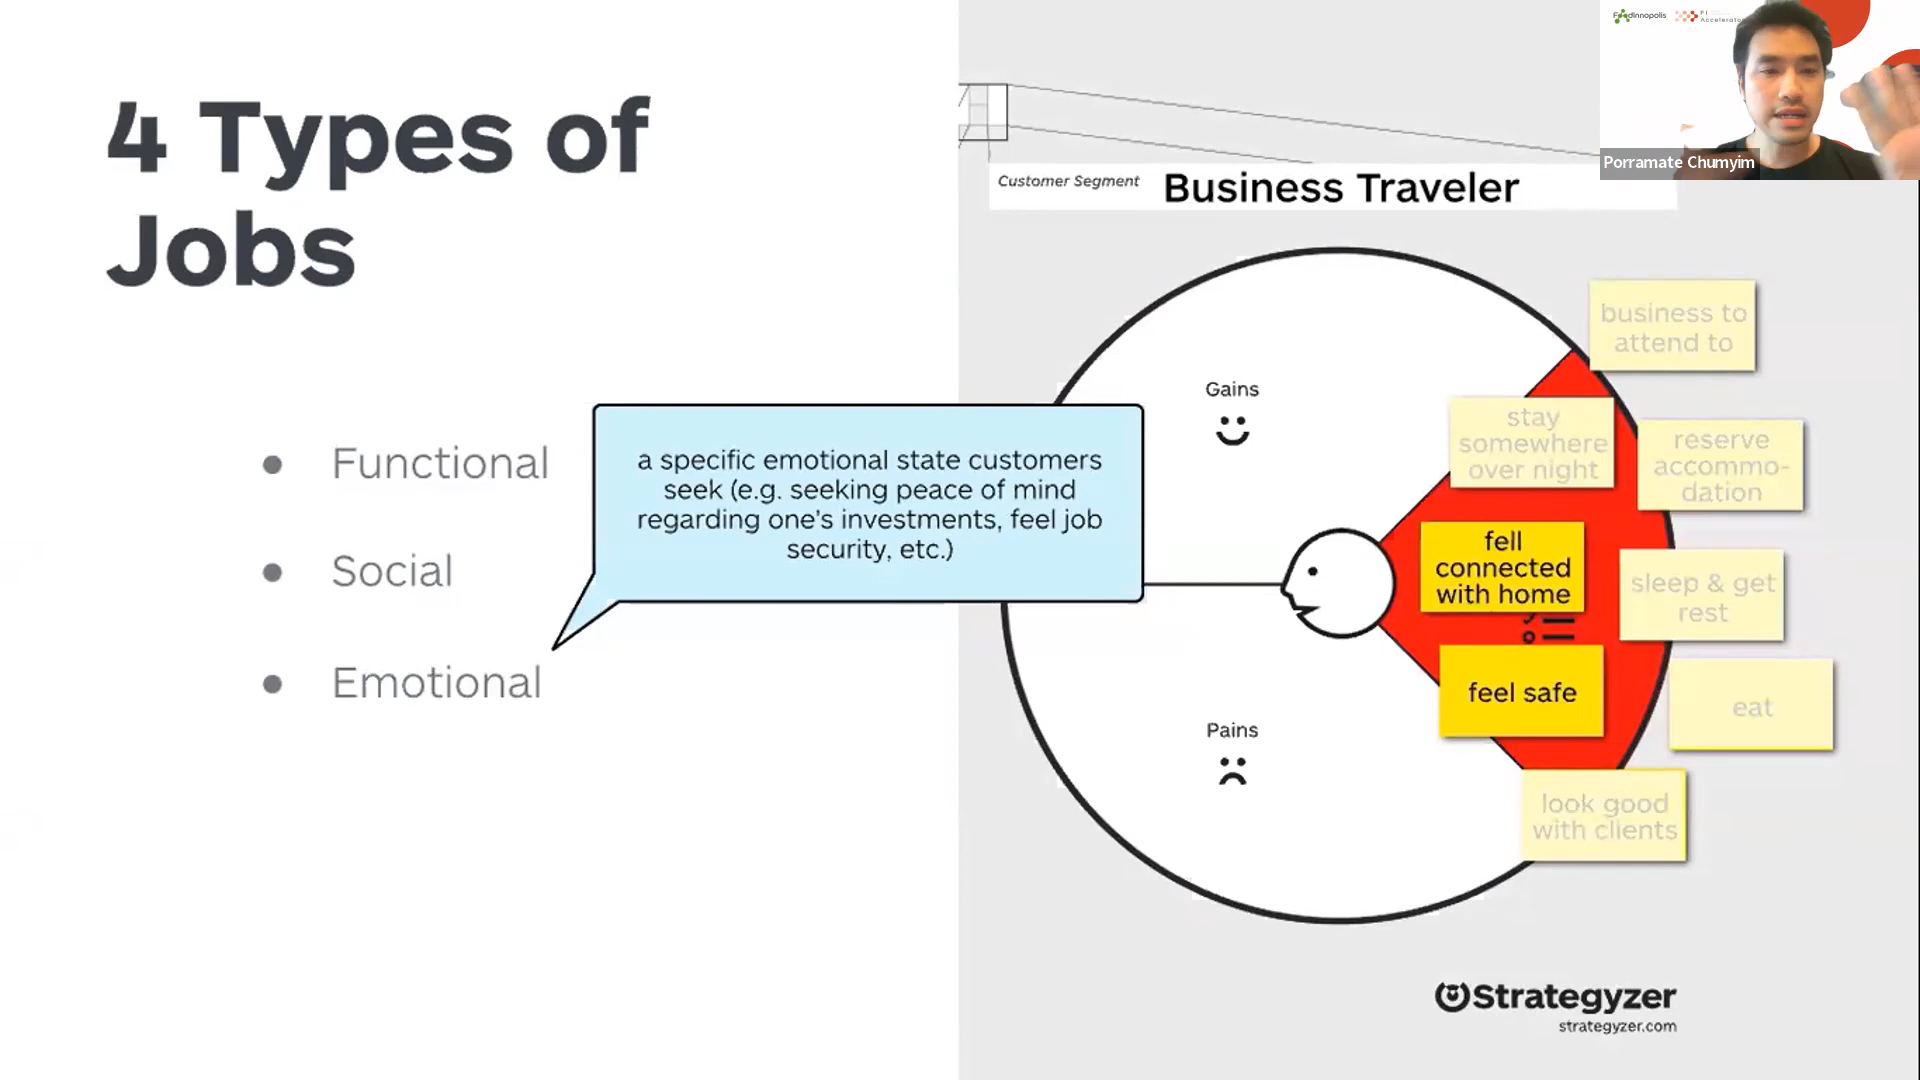 4 Types of
Jobs
Functional
Social
Emotional
a specific emotional state customers
seek (e.g. seeking peace of mind
regarding one's investments, feel job
security, etc.)
Customer Segment
Business Traveler
Gains
Pains
business to
attend to
stay
somewhere
over night
reserve
accommo-
dation
fell
connected
with home
sleep & get
rest
feel safe
eat
look good
with clients
Strategyzer
strategyzer.com
FoodInnopolis
FI
Accelerator
Porramate Chumyim